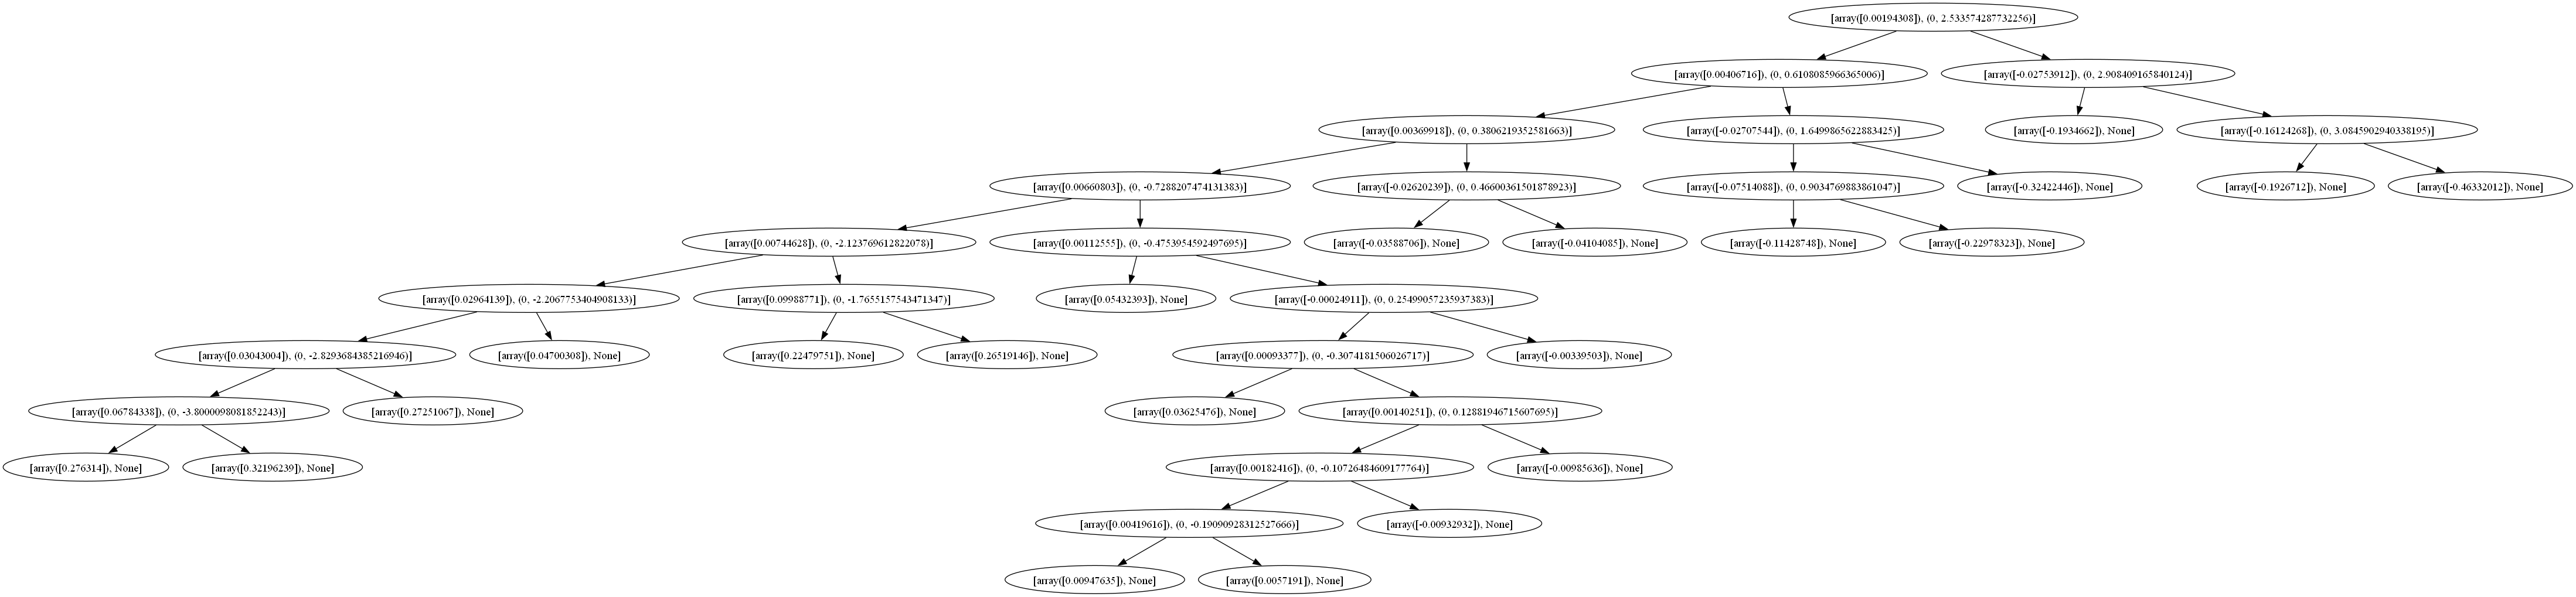 [array([0.00194308]), (0, 2.533574287732256)]
[array([0.00406716]), (0, 0.6108085966365006)]
[array([-0.02753912]), (0, 2.908409165840124)]
[array([0.00369918]), (0, 0.3806219352581663)]
[array([-0.02707544]), (0, 1.6499865622883425)]
[array([-0.1934662]), None]
[array([-0.16124268]), (0, 3.0845902940338195)]
[array([0.00660803]), (0, -0.7288207474131383)]
[array([-0.02620239]), (0, 0.46600361501878923)]
[array([-0.07514088]), (0, 0.9034769883861047)]
[array([-0.32422446]), None]
[array([-0.1926712]), None]
[array([-0.46332012]), None]
[array([0.00744628]), (0, -2.123769612822078)]
[array([0.00112555]), (0, -0.4753954592497695)]
[array([-0.03588706]), None]
[array([-0.04104085]), None]
[array([-0.11428748]), None]
[array([-0.22978323]), None]
[array([0.02964139]), (0, -2.2067753404908133)]
[array([0.09988771]), (0, -1.7655157543471347)]
[array([0.05432393]), None]
[array([-0.00024911]), (0, 0.25499057235937383)]
[array([0.03043004]), (0, -2.8293684385216946)]
[array([0.04700308]), None]
[array([0.22479751]), None]
[array([0.26519146]), None]
[array([0.00093377]), (0, -0.3074181506026717)]
[array([-0.00339503]), None]
[array([0.06784338]), (0, -3.8000098081852243)]
[array([0.27251067]), None]
[array([0.03625476]), None]
[array([0.00140251]), (0, 0.12881946715607695)]
[array([0.276314]), None]
[array([0.32196239]), None]
[array([0.00182416]), (0, -0.10726484609177764)]
[array([-0.00985636]), None]
[array([0.00419616]), (0, -0.19090928312527666)]
[array([-0.00932932]), None]
[array([0.00947635]), None]
[array([0.0057191]), None]